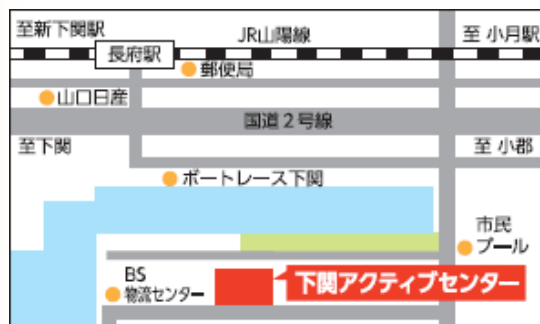 至新下関駅
JR山陽線
至 小月駅
長府駅
郵便局
山口日産
国道2号線
至下関
至 小郡
ボートレース下関
市民
プール
BS
物流センター
下関アクティブセンター